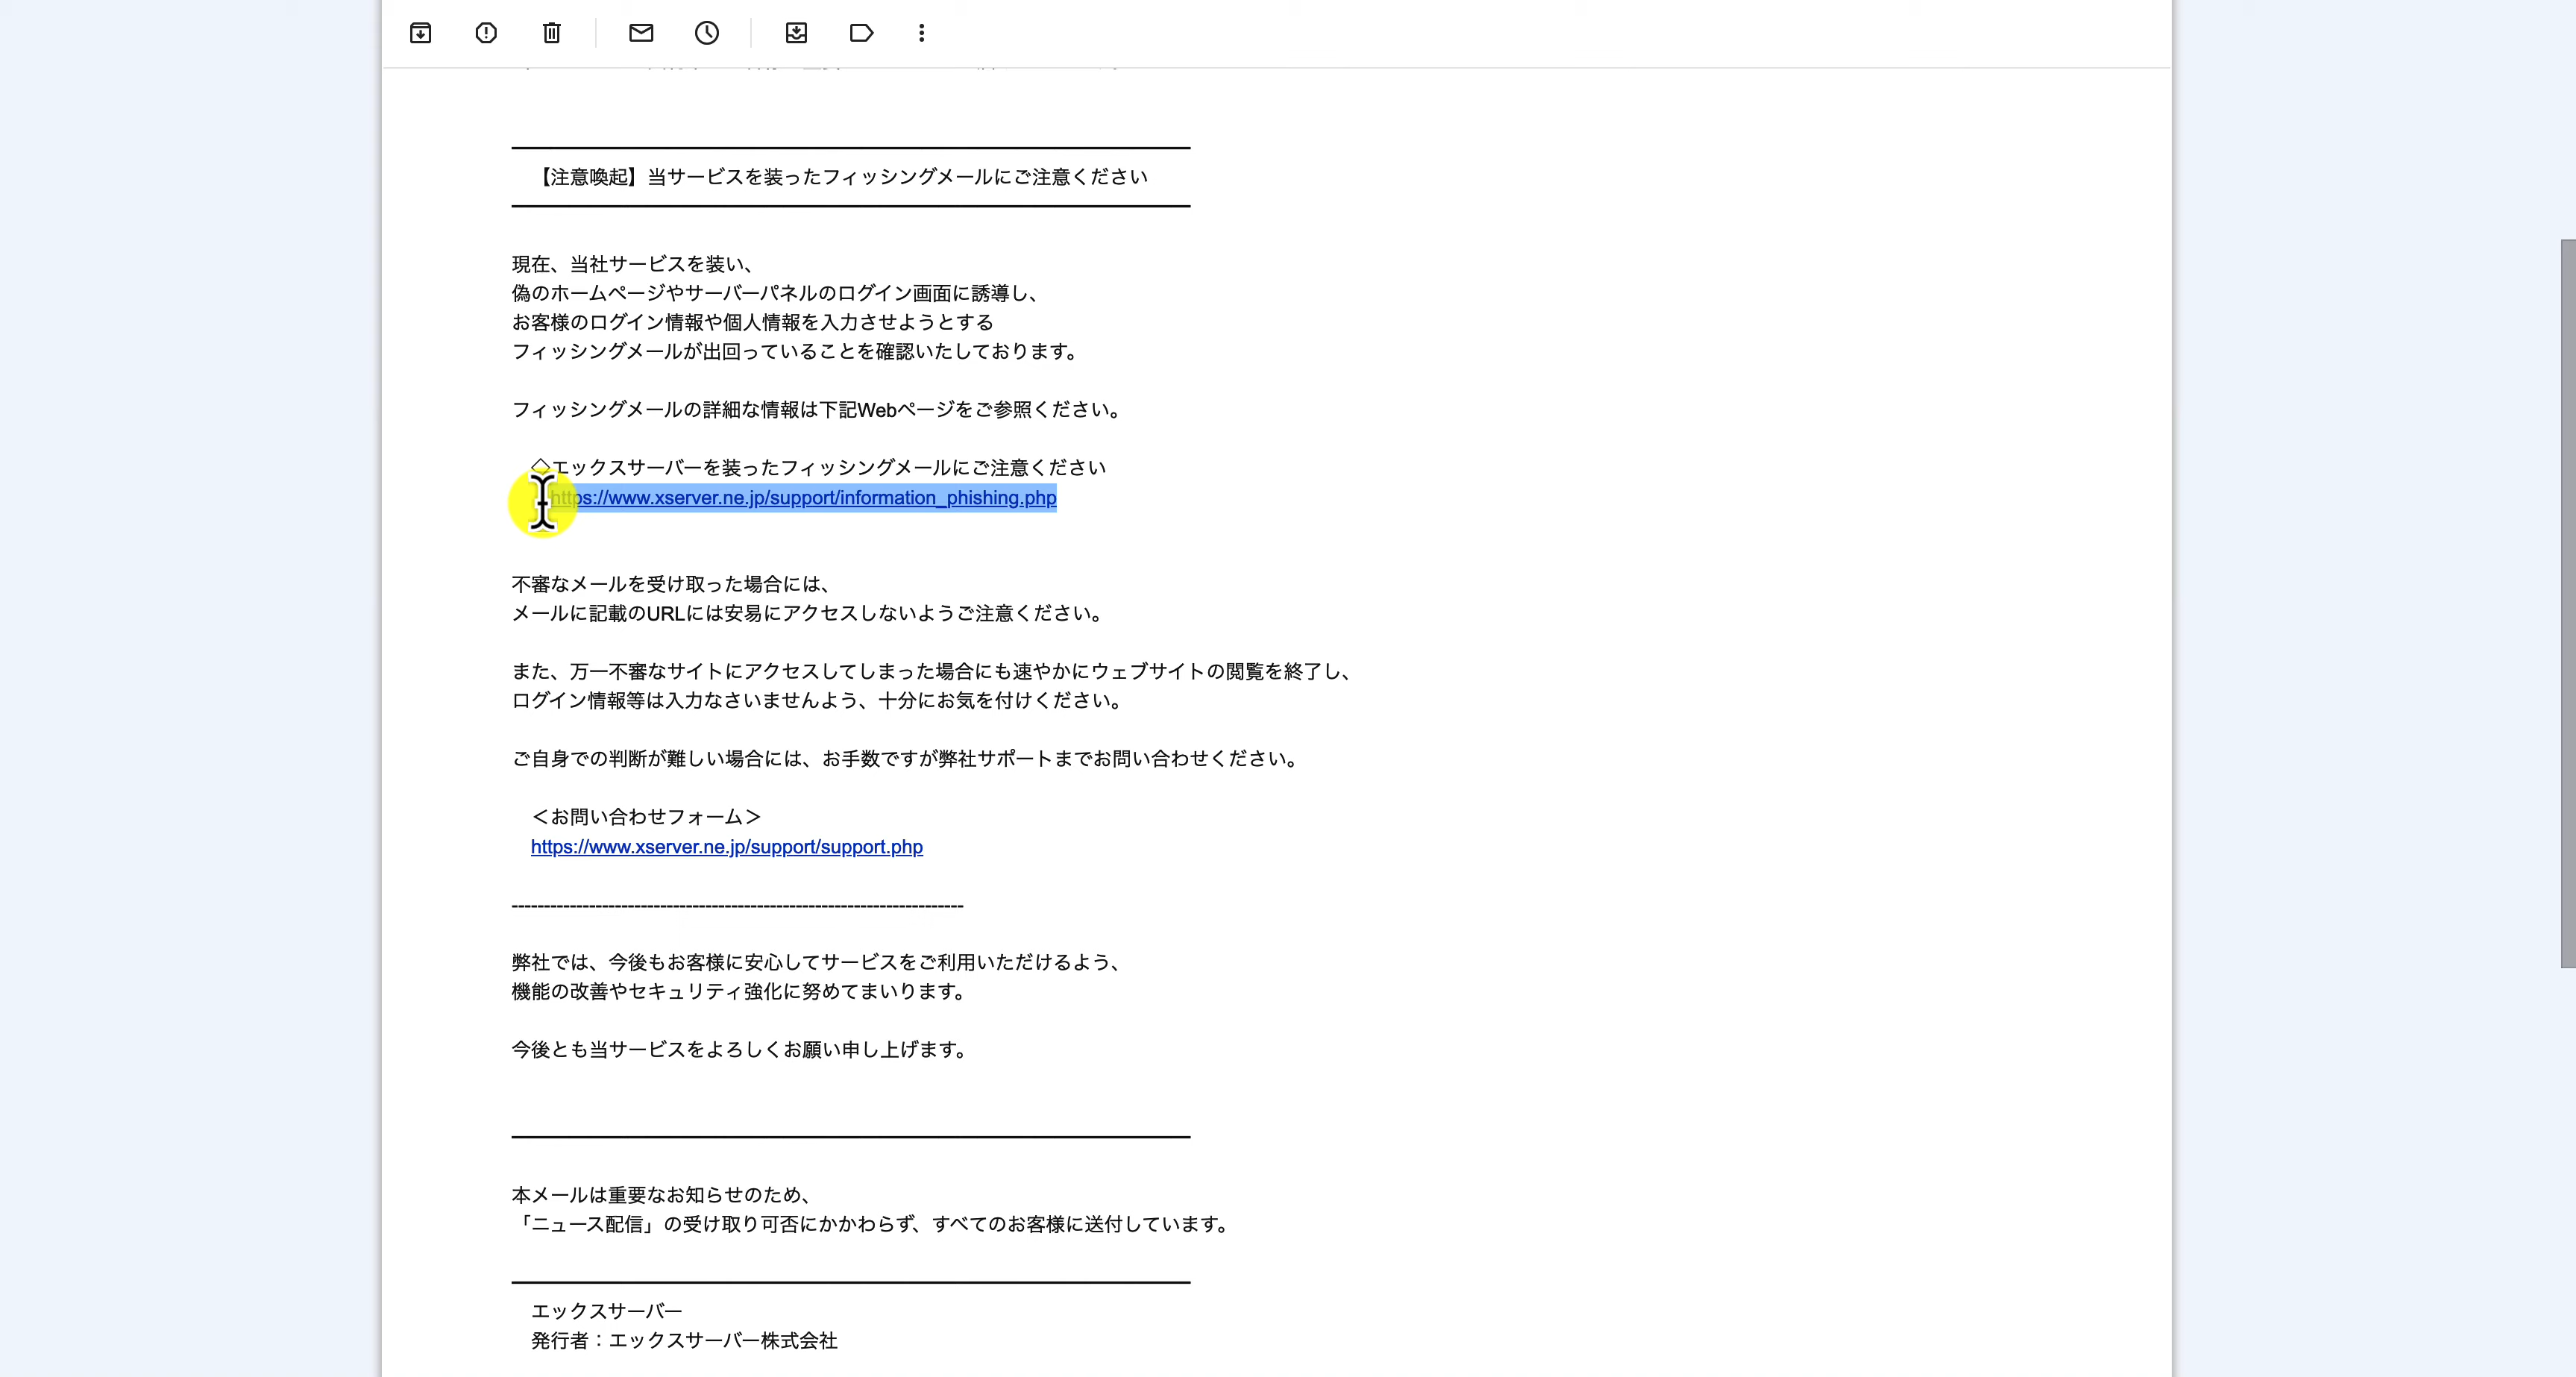 【注意喚起】当サービスを装ったフィッシングメールにご注意ください
現在、当社サービスを装い、
偽のホームページやサーバーパネルのログイン画面に誘導し、
お客様のログイン情報や個人情報を入力させようとする
フィッシングメールが出回っていることを確認いたしております。
フィッシングメールの詳細な情報は下記Webページをご参照ください。
◇エックスサーバーを装ったフィッシングメールにご注意ください
https://www.xserver.ne.jp/support/information_phishing.php
不審なメールを受け取った場合には、
メールに記載のURLには安易にアクセスしないようご注意ください。
また、万一不審なサイトにアクセスしてしまった場合にも速やかにウェブサイトの閲覧を終了し、
ログイン情報等は入力なさいませんよう、十分にお気を付けください。
ご自身での判断が難しい場合には、お手数ですが弊社サポートまでお問い合わせください。
＜お問い合わせフォーム＞
https://www.xserver.ne.jp/support/support.php
----------------------------------------------------------------------
弊社では、今後もお客様に安心してサービスをご利用いただけるよう、
機能の改善やセキュリティ強化に努めてまいります。
今後とも当サービスをよろしくお願い申し上げます。
本メールは重要なお知らせのため、
「ニュース配信」の受け取り可否にかかわらず、すべてのお客様に送付しています。
エックスサーバー
発行者：エックスサーバー株式会社